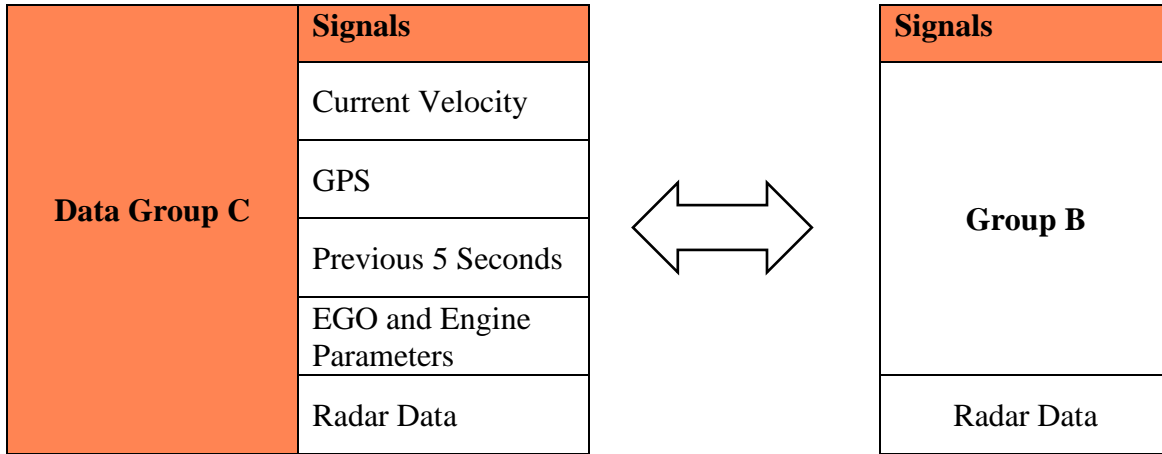 Signals
Current Velocity
GPS
Data Group C
Previous 5 Seconds
EGO and Engine
Parameters
Radar Data
Signals
Group B
Radar Data